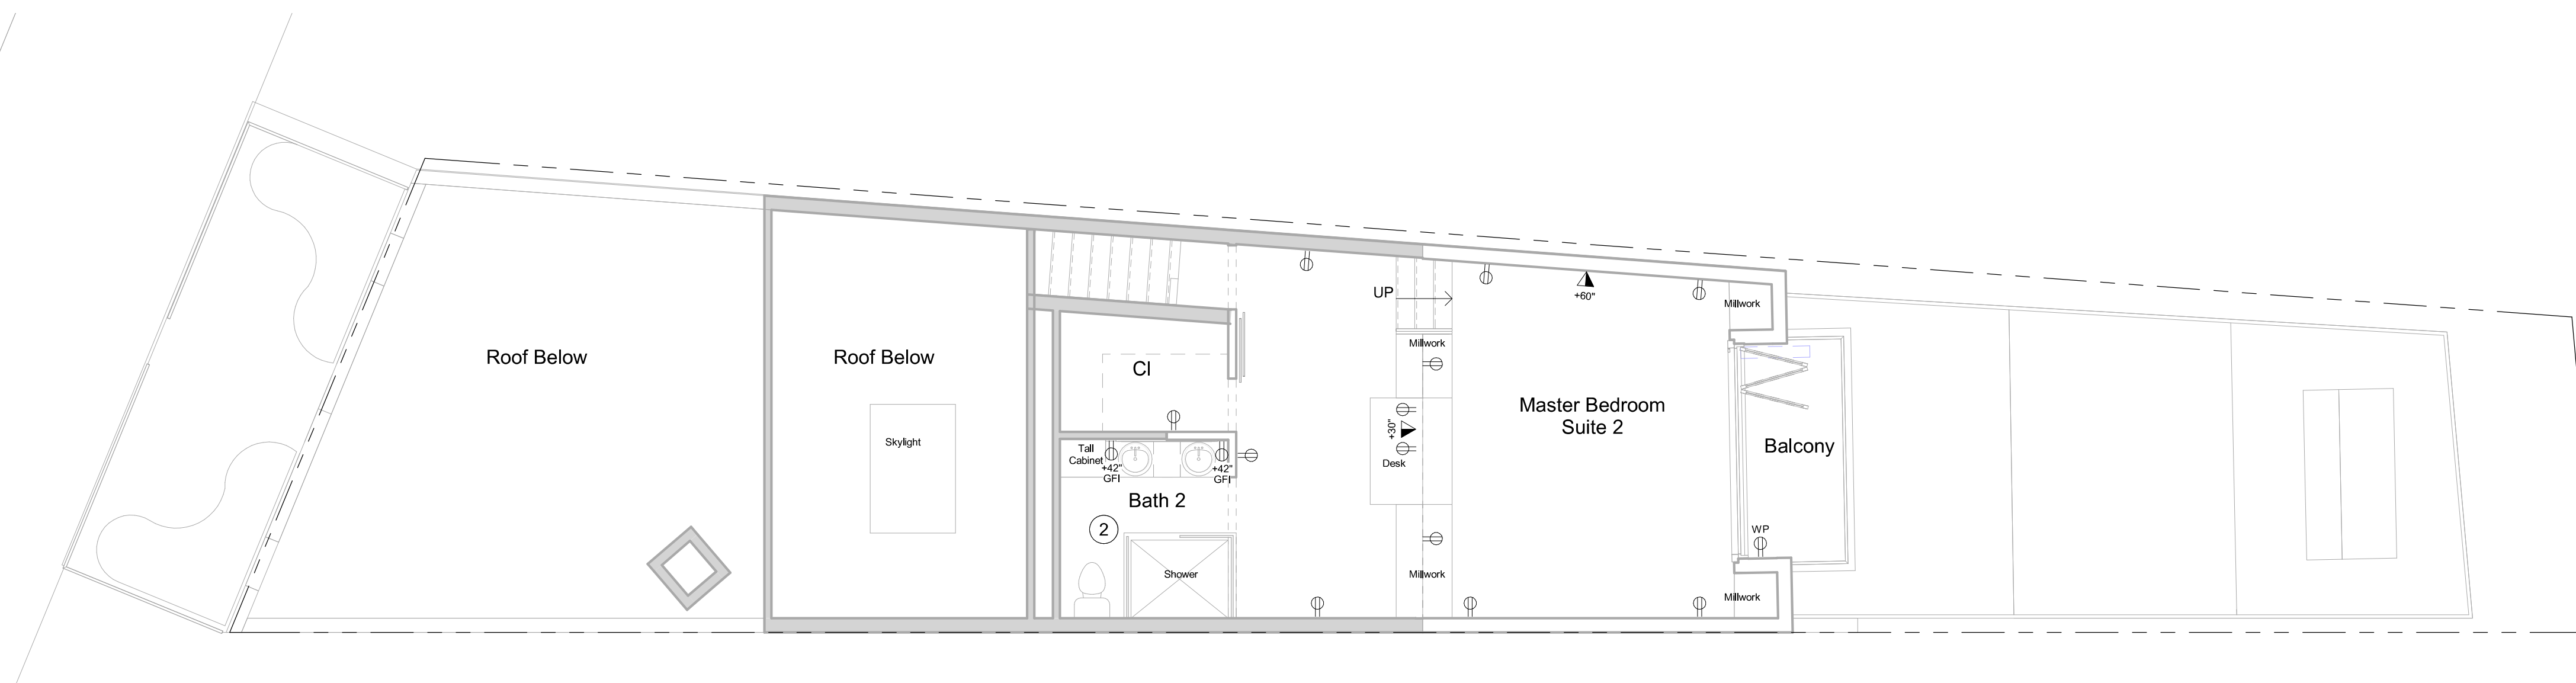 UP
+60"
Millwork
Millwork
Roof Below
Roof Below
Cl
Master Bedroom
Suite 2
+30"
Skylight
Tall
Cabinet
+42"
GFI
+42"
GFI
Desk
Balcony
Bath 2
2
WP
Shower
Millwork
Millwork